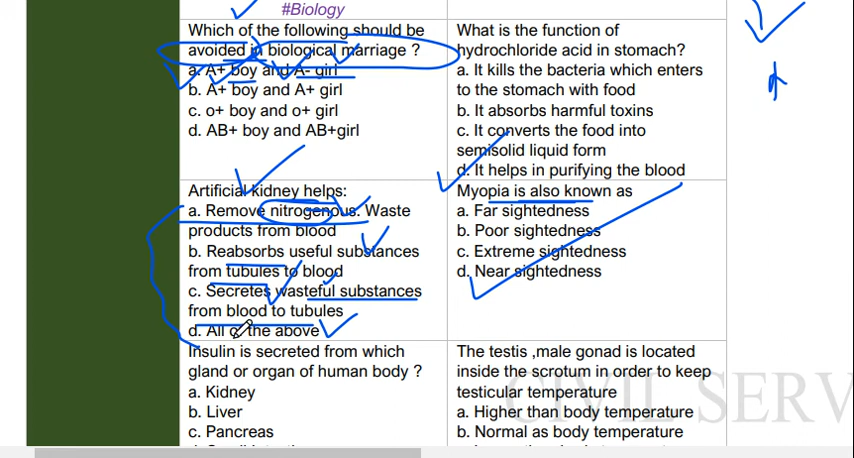 #Biology
Which of the following should be
avoided in biological marriage ?
a. A+ boy and A- girl
b. A+ boy and A+ girl
c. o+ boy and o+ girl
d. AB+ boy and AB+girl
What is the function of
hydrochloride acid in stomach?
a. It kills the bacteria which enters
to the stomach with food
b. It absorbs harmful toxins
c. It converts the food into
semisolid liquid form
d. It helps in purifying the blood
Artificial kidney helps:
a. Remove nitrogenous. Waste
products from blood
b. Reabsorbs useful substances
from tubules to blood
c. Secretes wasteful substances
from blood to tubules
d. All of the above
Myopia is also known as
a. Far sightedness
b. Poor sightedness
c. Extreme sightedness
d. Near sightedness
Insulin is secreted from which
gland or organ of human body ?
a. Kidney
b. Liver
c. Pancreas
The testis ,male gonad is located
inside the scrotum in order to keep
testicular temperature
a. Higher than body temperature
b. Normal as body temperature
CIVIL SERV